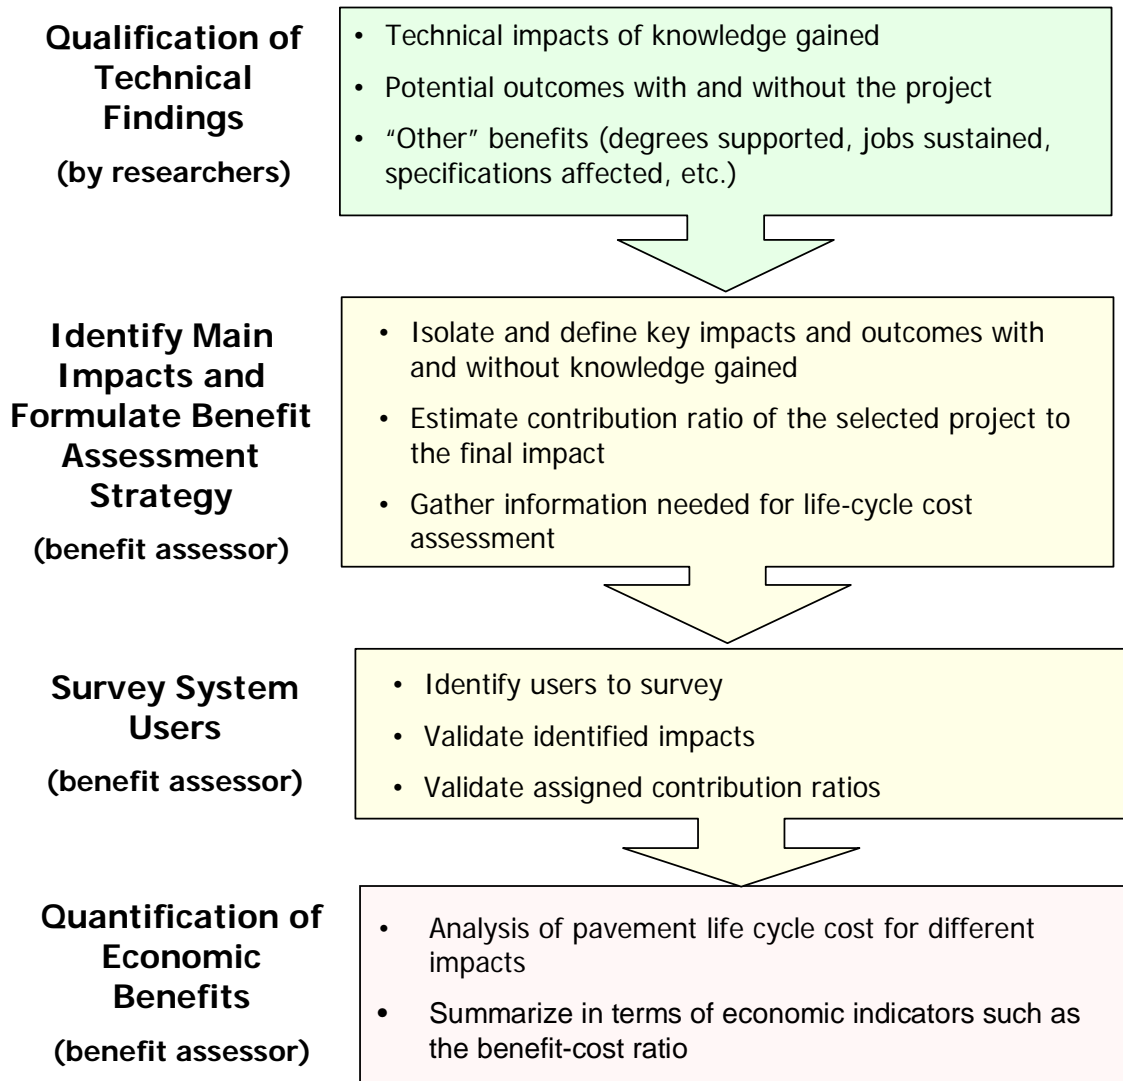 Qualification of
Technical
Findings
(by researchers)
• Technical impacts of knowledge gained
• Potential outcomes with and without the project
• “Other” benefits (degrees supported, jobs sustained,
specifications affected, etc.)
Identify Main
Impacts and
Formulate Benefit
Assessment
Strategy
(benefit assessor)
• Isolate and define key impacts and outcomes with
and without knowledge gained
• Estimate contribution ratio of the selected project to
the final impact
• Gather information needed for life-cycle cost
assessment
Survey System
Users
(benefit assessor)
• Identify users to survey
• Validate identified impacts
• Validate assigned contribution ratios
Quantification of
Economic
Benefits
(benefit assessor)
• Analysis of pavement life cycle cost for different
impacts
• Summarize in terms of economic indicators such as
the benefit-cost ratio